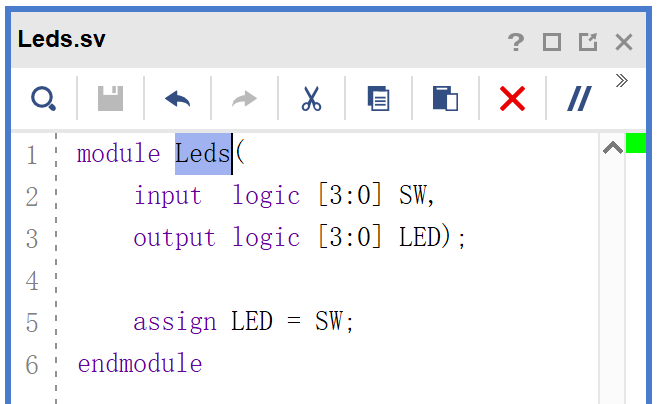 Leds.sv
?
//
»
1 module Leds(
2     input  logic [3:0] SW,
3     output logic [3:0] LED);
4
5     assign LED = SW;
6 endmodule